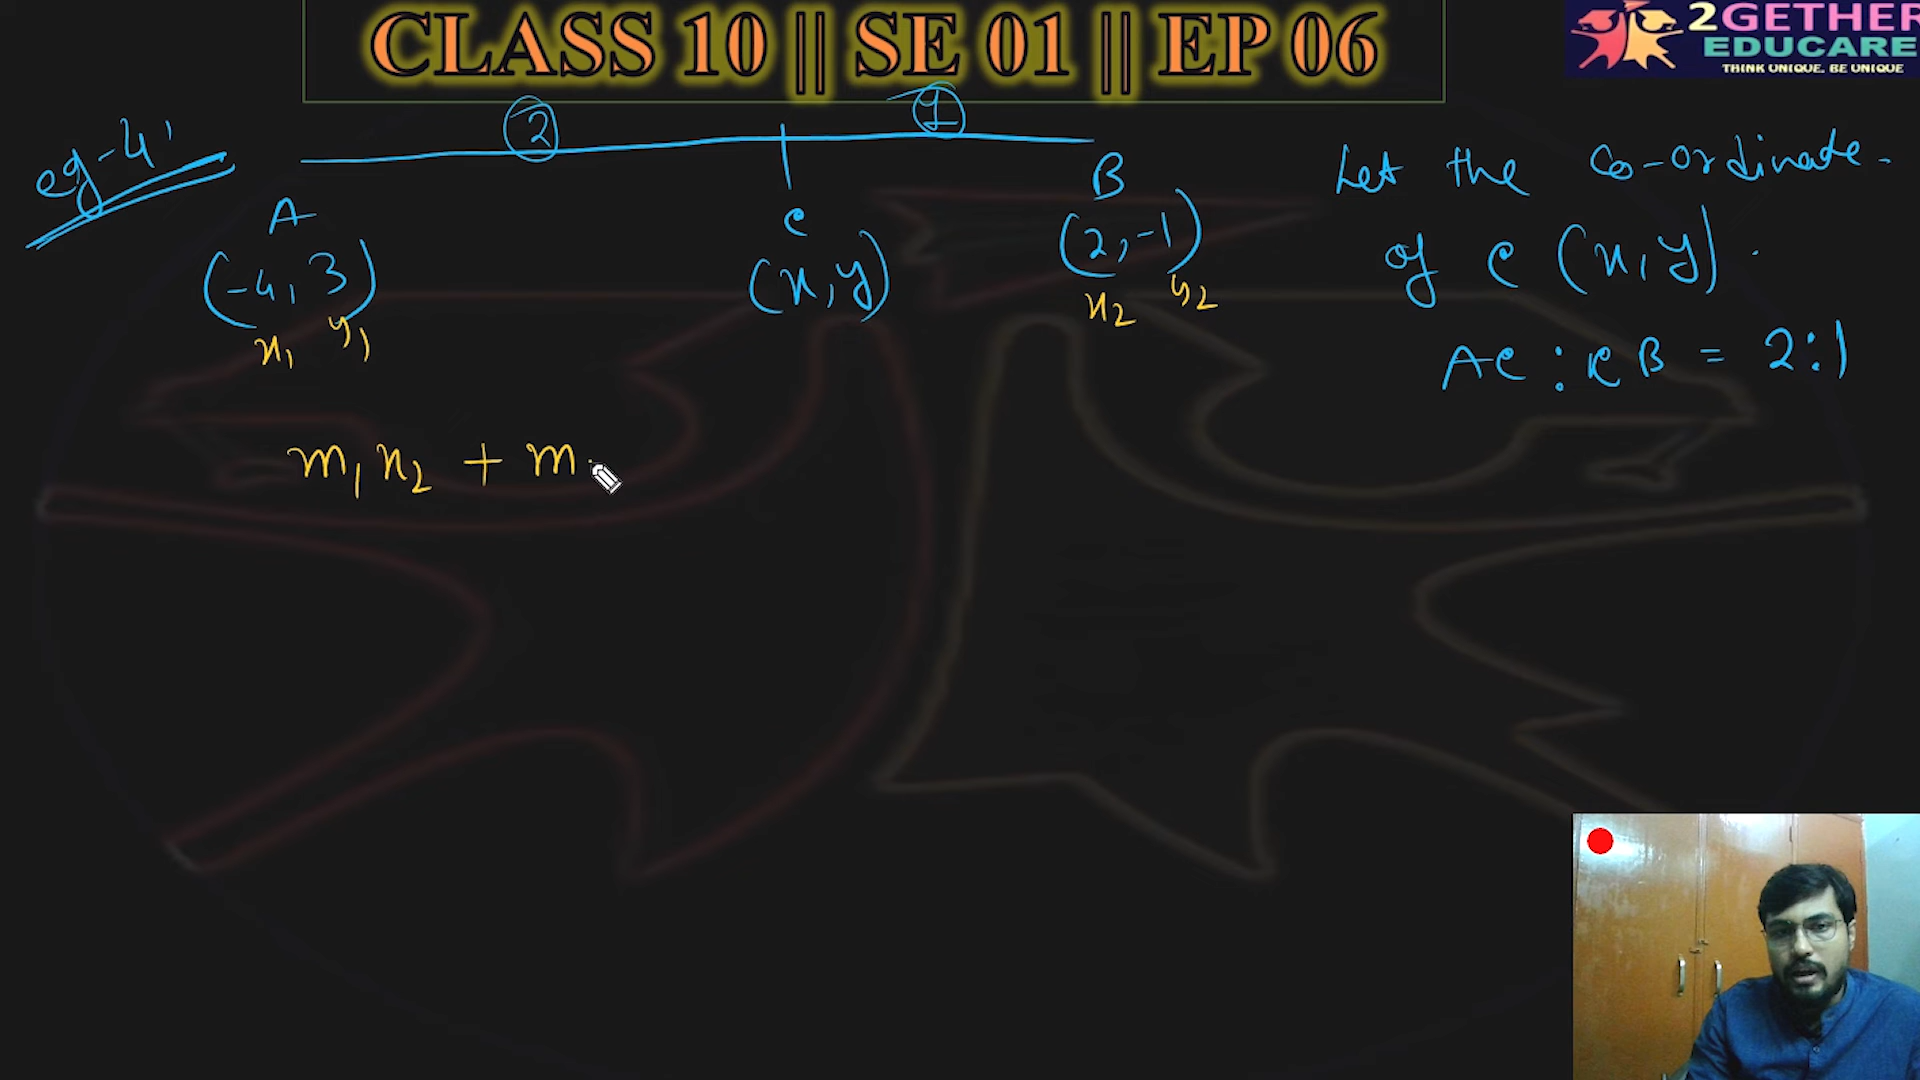 CLASS 10 || SE 01 || EP 06
2GETHER
EDUCARE
THINK UNIQUE, BE UNIQUE
eg-4'
2 1
A C B
(-4, 3) (x, y) (2, -1)
x1 y1 x2 y2
Let the Co-ordinate.
of C (x, y).
AC : CB = 2:1
m1x2 + m